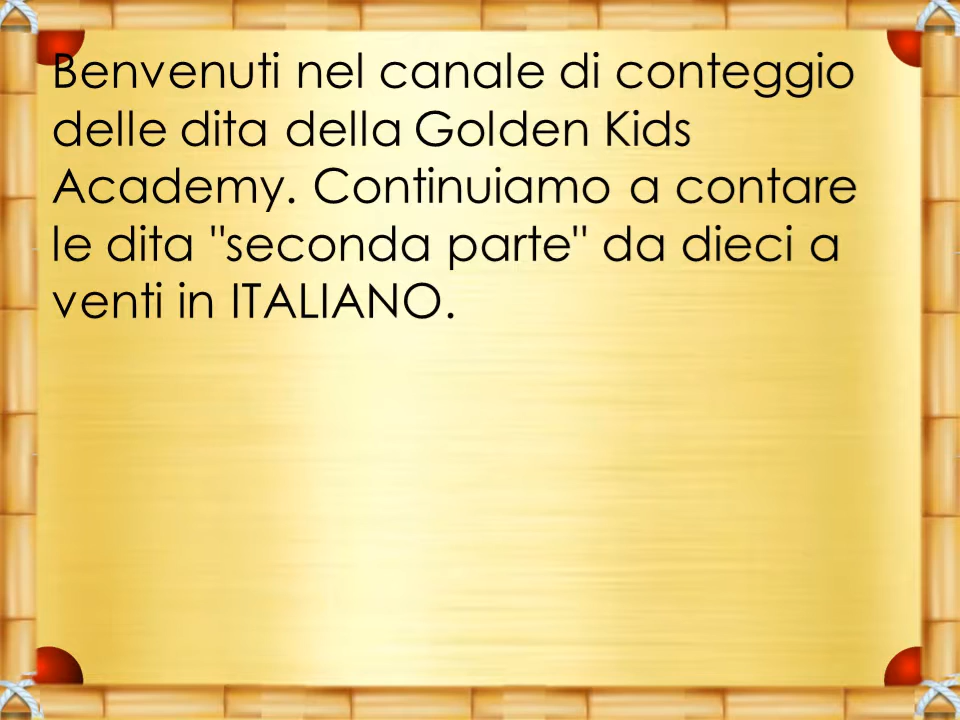 Benvenuti nel canale di conteggio
delle dita della Golden Kids
Academy. Continuiamo a contare
le dita "seconda parte" da dieci a
venti in ITALIANO.